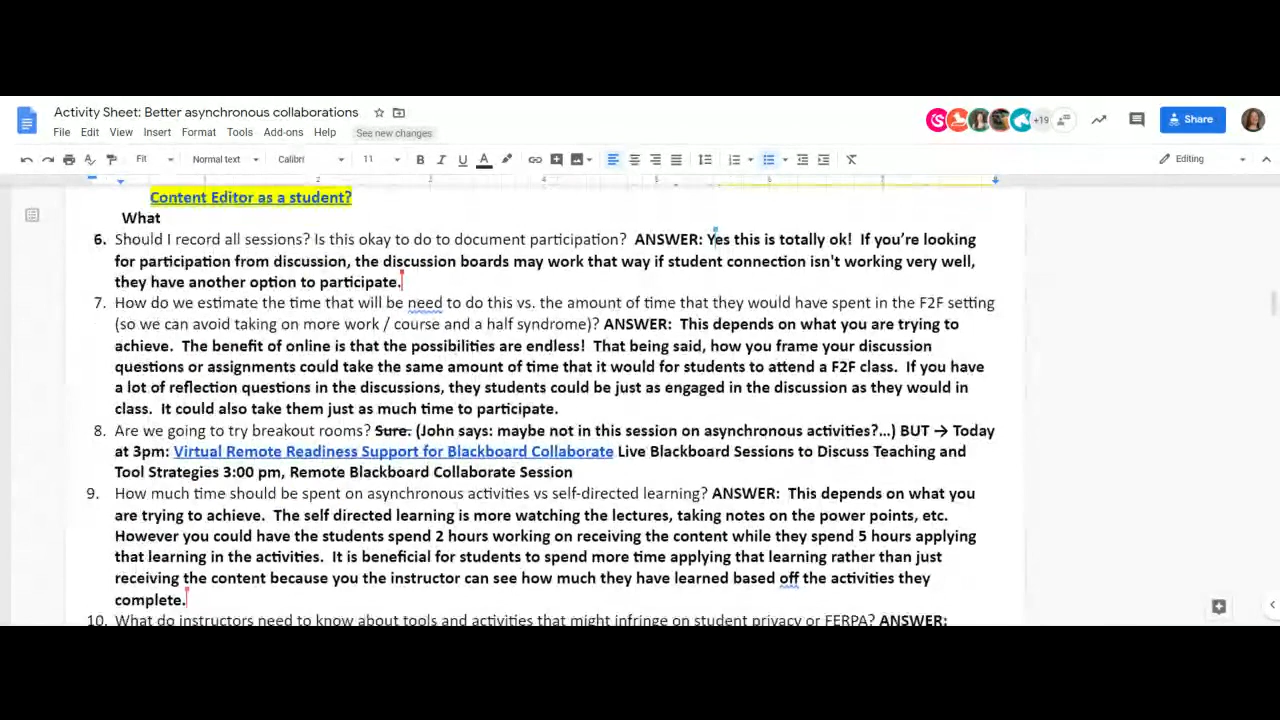 Activity Sheet: Better asynchronous collaborations
File Edit View Insert Format Tools Add-ons Help See new changes
+19
Share
Fit Normal text Calibri 11 B I U A Editing
Content Editor as a student?
What
6. Should I record all sessions? Is this okay to do to document participation? ANSWER: Yes this is totally ok! If you're looking
for participation from discussion, the discussion boards may work that way if student connection isn't working very well,
they have another option to participate.
7. How do we estimate the time that will be need to do this vs. the amount of time that they would have spent in the F2F setting
(so we can avoid taking on more work / course and a half syndrome)? ANSWER: This depends on what you are trying to
achieve. The benefit of online is that the possibilities are endless! That being said, how you frame your discussion
questions or assignments could take the same amount of time that it would for students to attend a F2F class. If you have
a lot of reflection questions in the discussions, they students could be just as engaged in the discussion as they would in
class. It could also take them just as much time to participate.
8. Are we going to try breakout rooms? Sure. (John says: maybe not in this session on asynchronous activities?...) BUT → Today
at 3pm: Virtual Remote Readiness Support for Blackboard Collaborate Live Blackboard Sessions to Discuss Teaching and
Tool Strategies 3:00 pm, Remote Blackboard Collaborate Session
9. How much time should be spent on asynchronous activities vs self-directed learning? ANSWER: This depends on what you
are trying to achieve. The self directed learning is more watching the lectures, taking notes on the power points, etc.
However you could have the students spend 2 hours working on receiving the content while they spend 5 hours applying
that learning in the activities. It is beneficial for students to spend more time applying that learning rather than just
receiving the content because you the instructor can see how much they have learned based off the activities they
complete.
10. What do instructors need to know about tools and activities that might infringe on student privacy or FERPA? ANSWER: